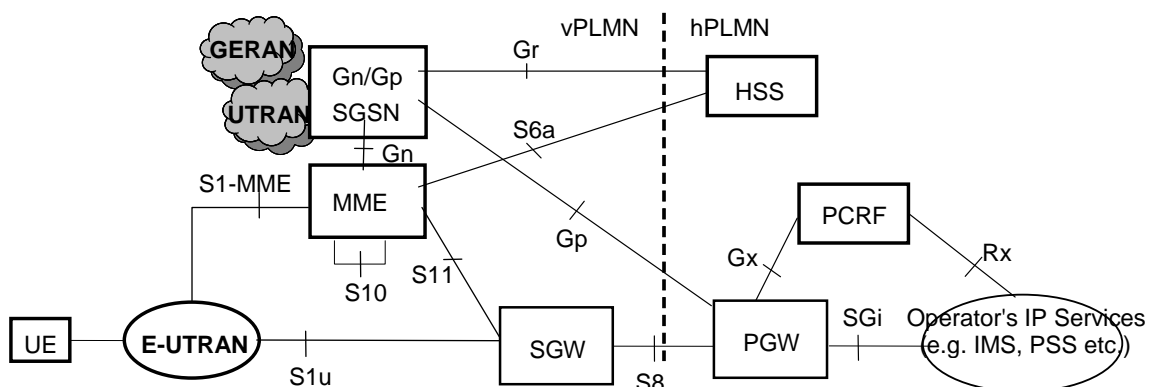 vPLMN
hPLMN
GERAN
Gr
Gn/Gp
SGSN
HSS
UTRAN
S6a
Gn
S1-MME
MME
PCRF
Gp
Gx
Rx
S11
S10
Operator's IP Services
(e.g. IMS, PSS etc.)
SGi
UE
E-UTRAN
SGW
PGW
S1u
S8